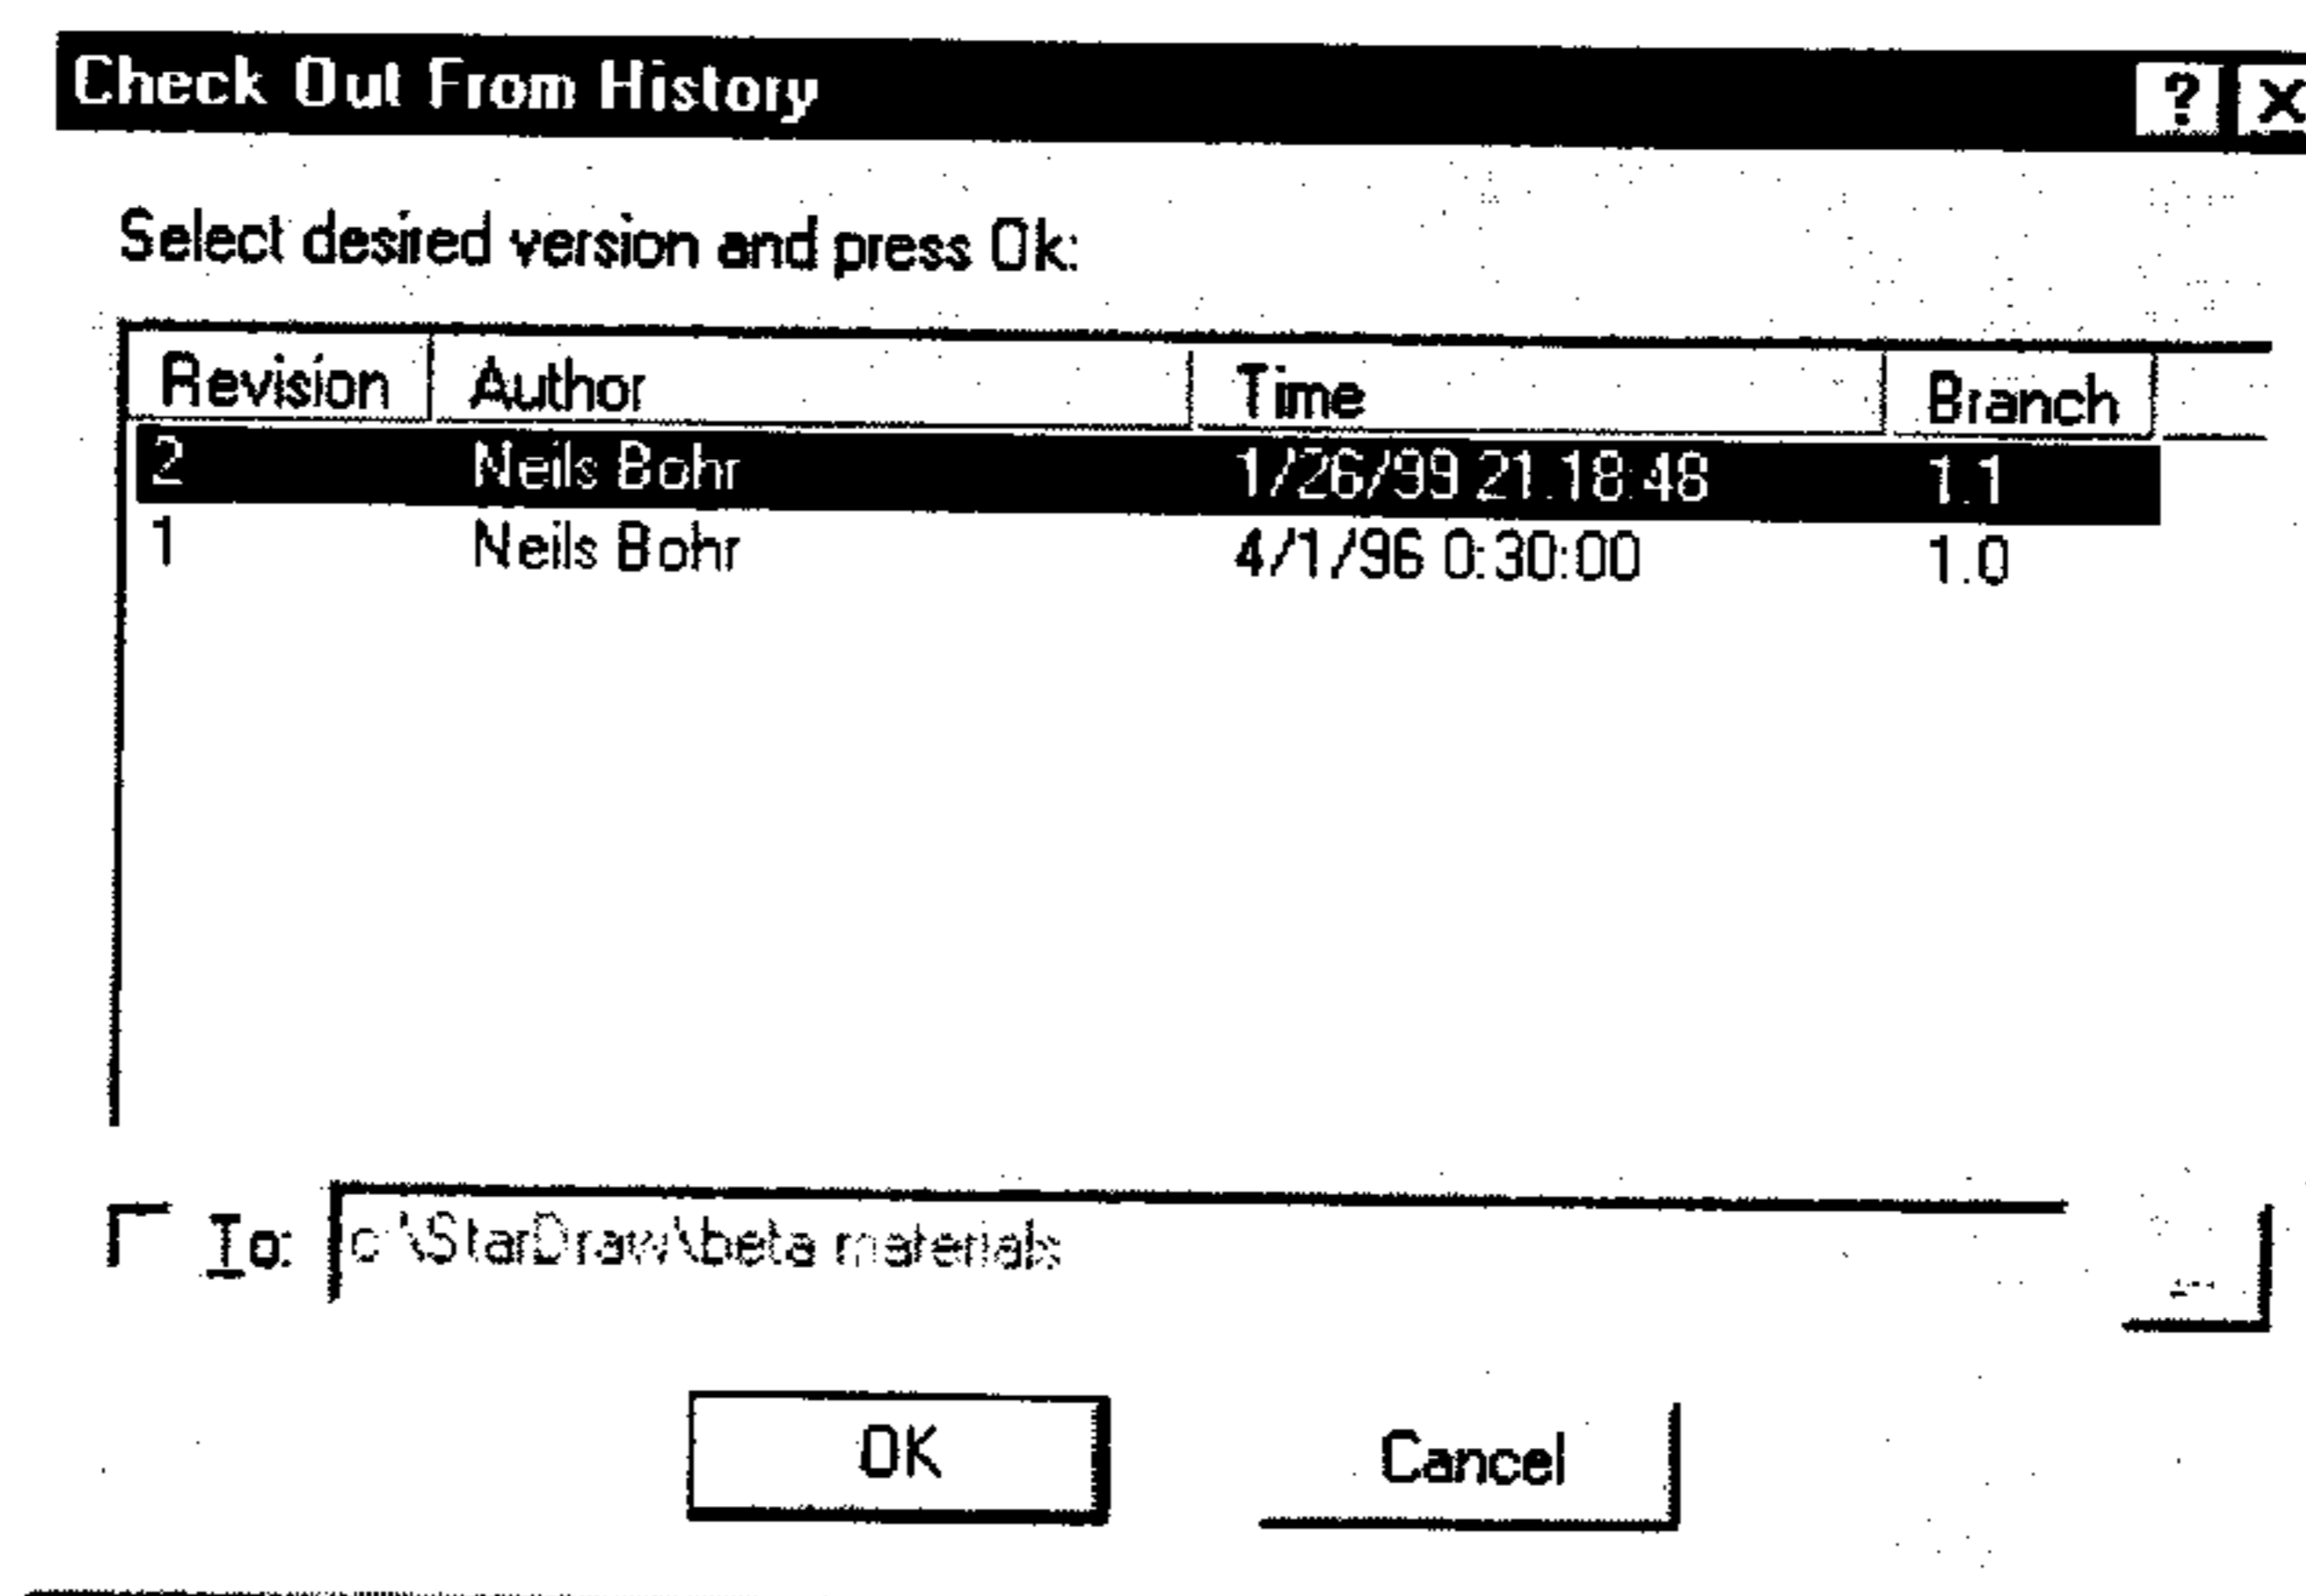 Check Out From History ? X
Select desired version and press Ok:
Revision Author Time Branch
2 Neils Bohr 1/26/99 21:18:48 1.1
1 Neils Bohr 4/1/96 0:30:00 1.0
To: c:\StarDraw\beta materials ...
OK Cancel